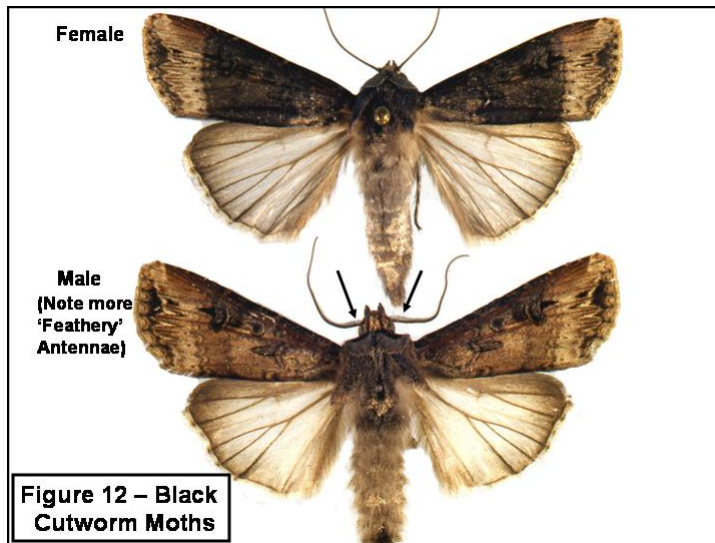 Female
Male
(Note more
‘Feathery’
Antennae)
Figure 12 – Black
Cutworm Moths